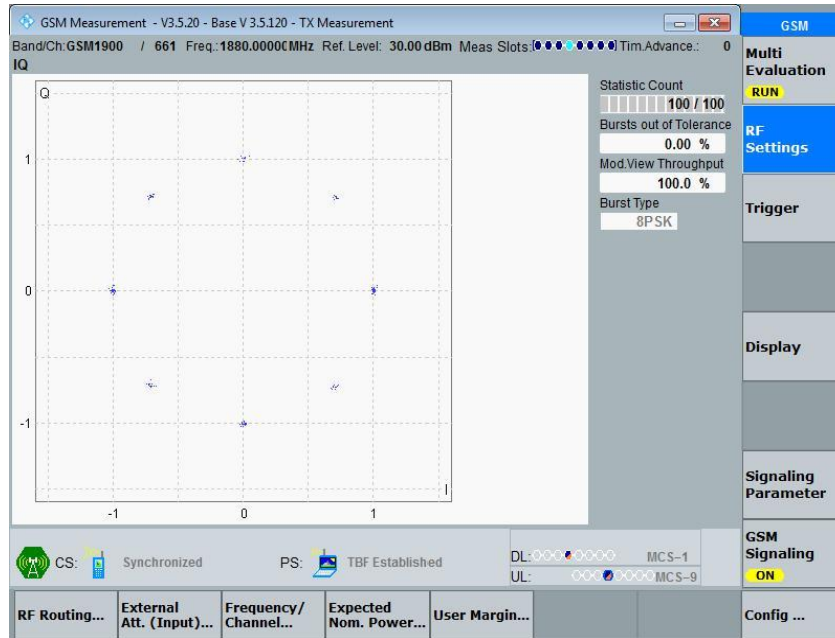 GSM Measurement - V3.5.20 - Base V 3.5.120 - TX Measurement
GSM
Band/Ch: GSM1900 / 661 Freq.: 1880.0000 MHz Ref. Level: 30.00 dBm Meas Slots: Tim.Advance.: 0
IQ
Multi Evaluation
RUN
Q
1
0
-1
-1 0 1
I
Statistic Count
100 / 100
Bursts out of Tolerance
0.00 %
Mod.View Throughput
100.0 %
Burst Type
8PSK
RF Settings
Trigger
Display
Signaling Parameter
GSM Signaling
ON
CS: Synchronized PS: TBF Established DL: MCS-1
UL: MCS-9
RF Routing... External Att. (Input)... Frequency/ Channel... Expected Nom. Power... User Margin... Config ...